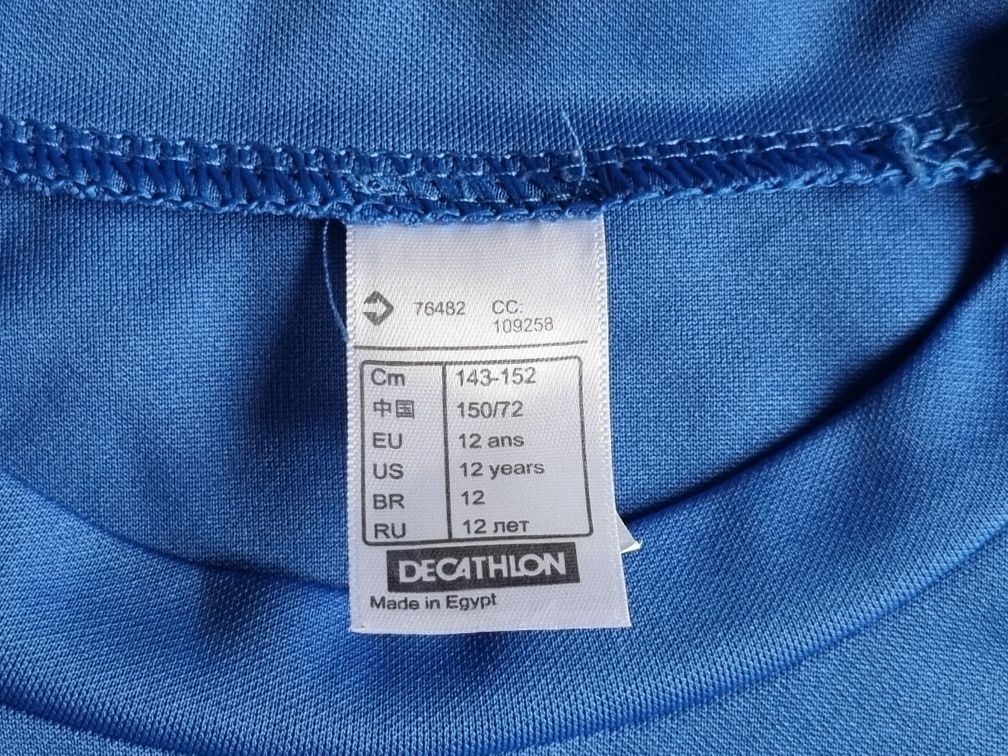 76482 CC:
109258
Cm 143-152
中国 150/72
EU 12 ans
US 12 years
BR 12
RU 12 лет
DECATHLON
Made in Egypt